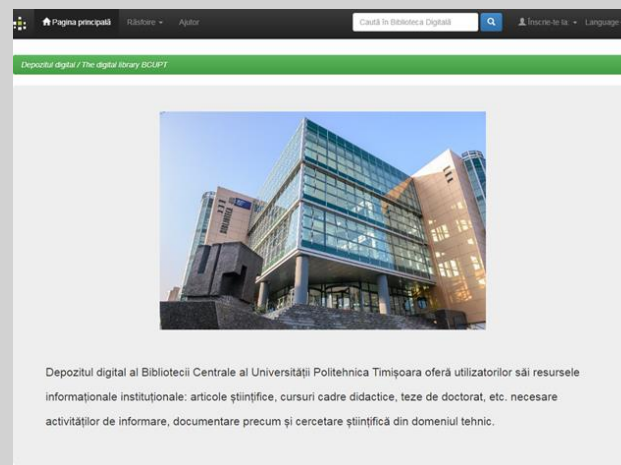 Pagina principală Răsfoire Ajutor Caută în Biblioteca Digitală Înscrie-te la: Language
Depozitul digital / The digital library BCUPT
BIBLIOTECA
Depozitul digital al Bibliotecii Centrale al Universității Politehnica Timișoara oferă utilizatorilor săi resursele
informaționale instituționale: articole științifice, cursuri cadre didactice, teze de doctorat, etc. necesare
activităților de informare, documentare precum și cercetare științifică din domeniul tehnic.